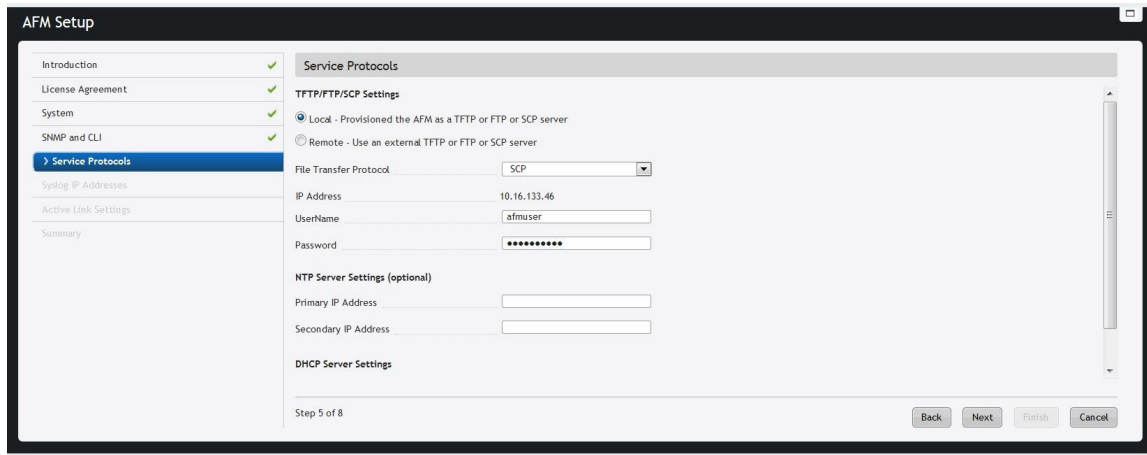 AFM Setup
Introduction
License Agreement
System
SNMP and CLI
> Service Protocols
Syslog IP Addresses
Active Link Settings
Summary
Service Protocols
TFTP/FTP/SCP Settings
Local - Provisioned the AFM as a TFTP or FTP or SCP server
Remote - Use an external TFTP or FTP or SCP server
File Transfer Protocol SCP
IP Address 10.16.133.46
UserName afmuser
Password ••••••••••
NTP Server Settings (optional)
Primary IP Address
Secondary IP Address
DHCP Server Settings
Step 5 of 8
Back Next Finish Cancel